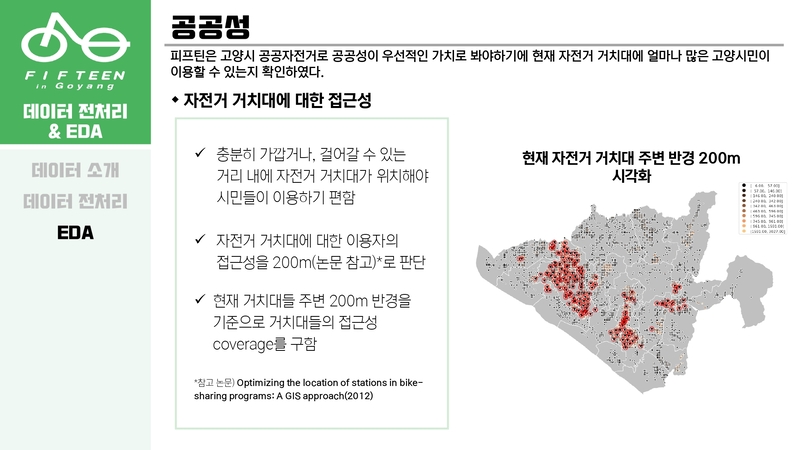 FIFTEEN
in Goyang
데이터 전처리
& EDA
데이터 소개
데이터 전처리
EDA
공공성
피프틴은 고양시 공공자전거로 공공성이 우선적인 가치로 봐야하기에 현재 자전거 거치대에 얼마나 많은 고양시민이
이용할 수 있는지 확인하였다.
◆ 자전거 거치대에 대한 접근성
✓ 충분히 가깝거나, 걸어갈 수 있는
거리 내에 자전거 거치대가 위치해야
시민들이 이용하기 편함
✓ 자전거 거치대에 대한 이용자의
접근성을 200m(논문 참고)*로 판단
✓ 현재 거치대들 주변 200m 반경을
기준으로 거치대들의 접근성
coverage를 구함
*참고 논문) Optimizing the location of stations in bike-
sharing programs: A GIS approach(2012)
현재 자전거 거치대 주변 반경 200m
시각화